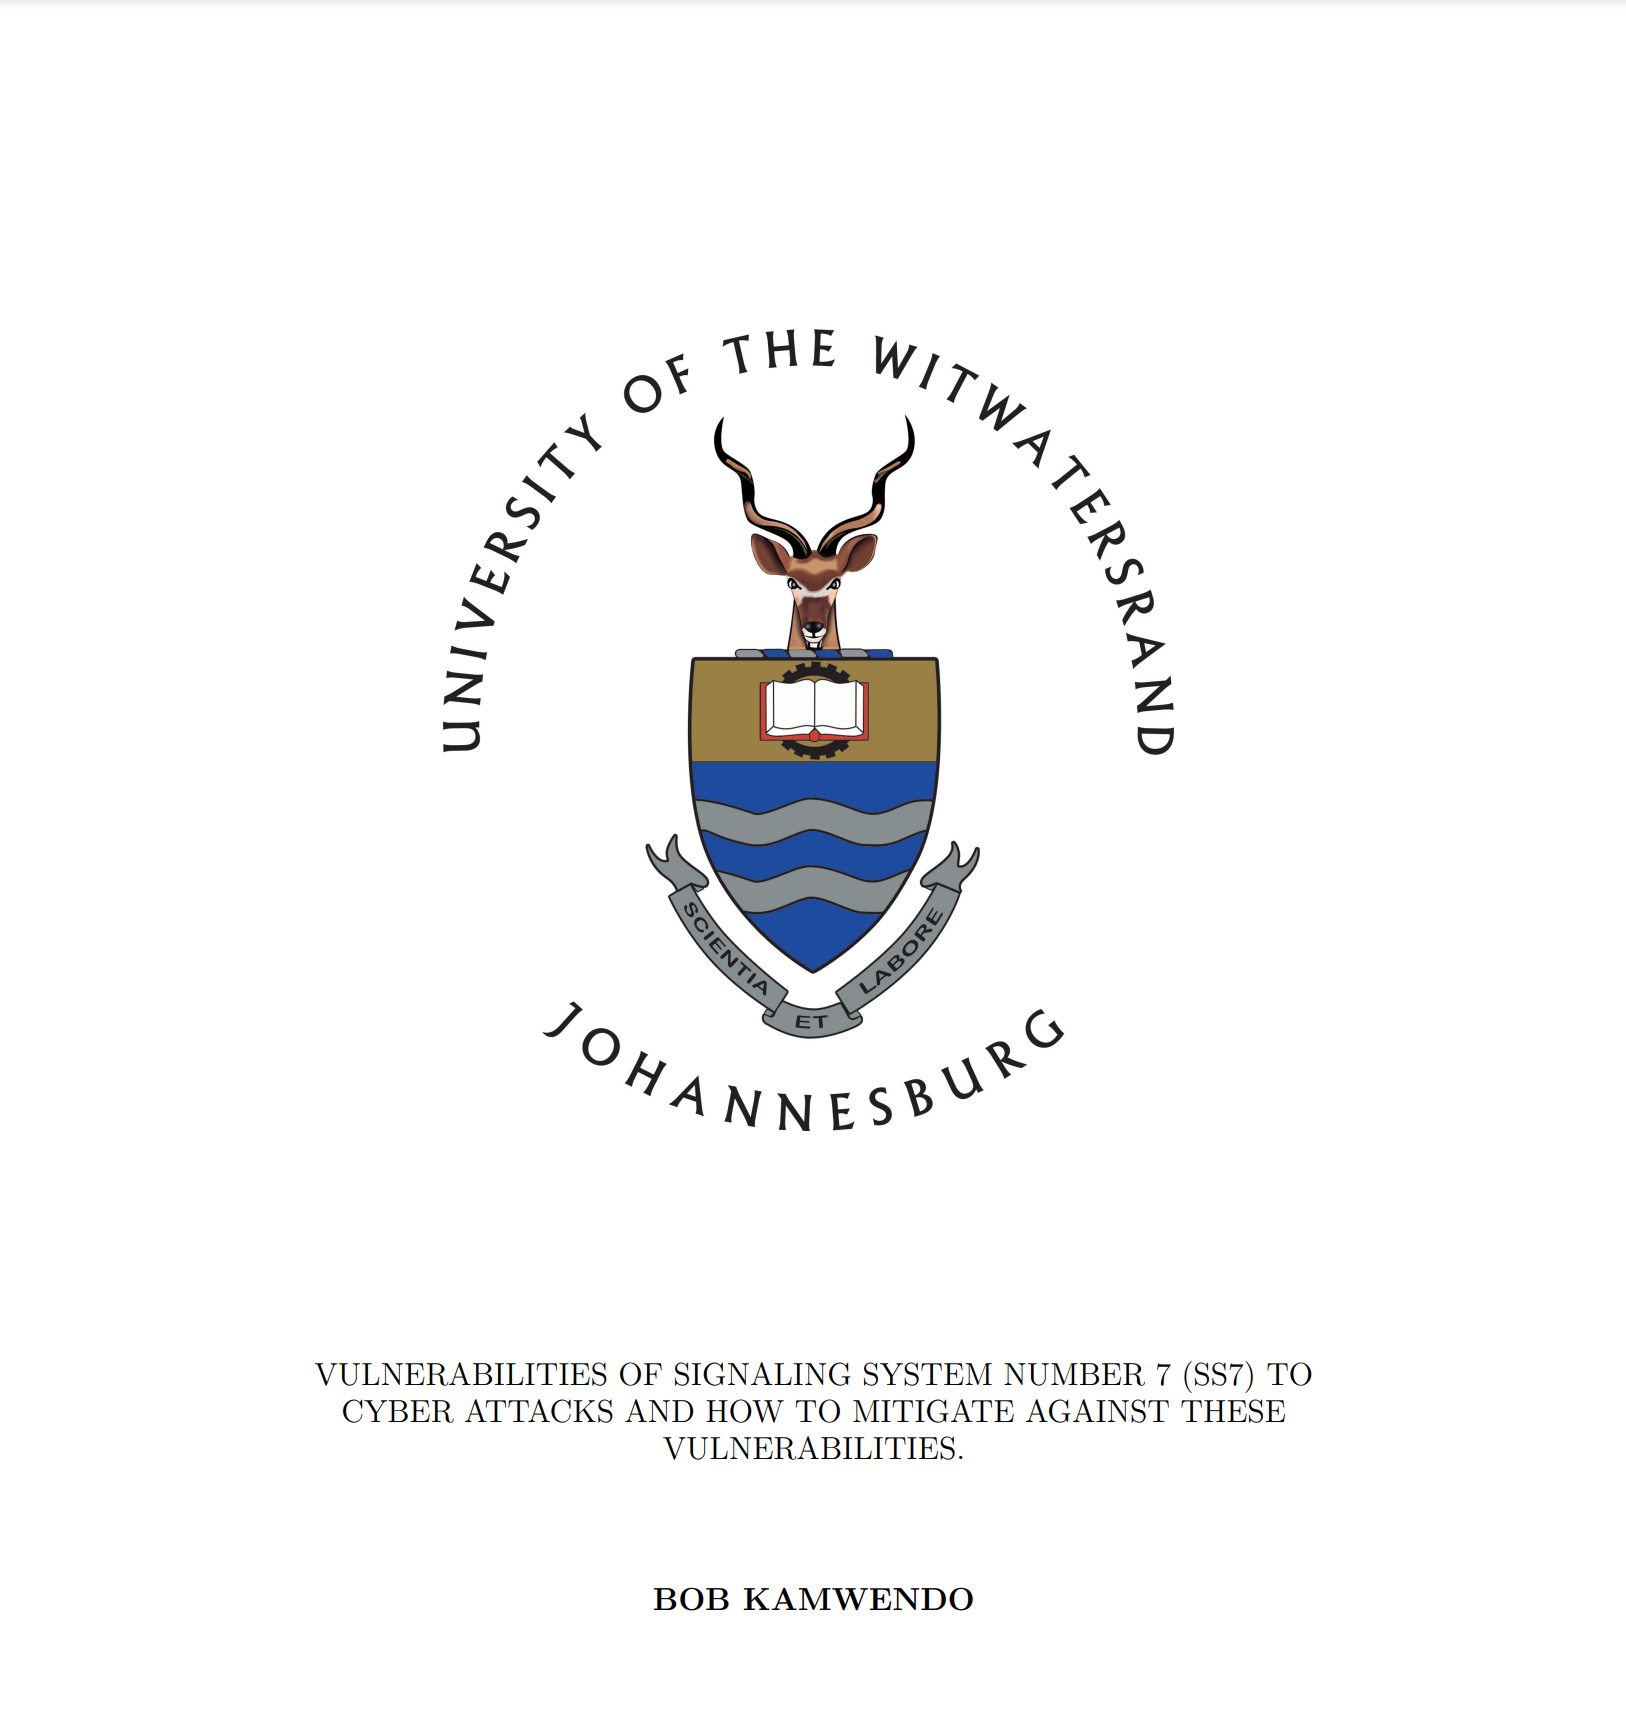 UNIVERSITY OF THE WITWATERSRAND
SCIENTIA ET LABORE
JOHANNESBURG
VULNERABILITIES OF SIGNALING SYSTEM NUMBER 7 (SS7) TO
CYBER ATTACKS AND HOW TO MITIGATE AGAINST THESE
VULNERABILITIES.
BOB KAMWENDO